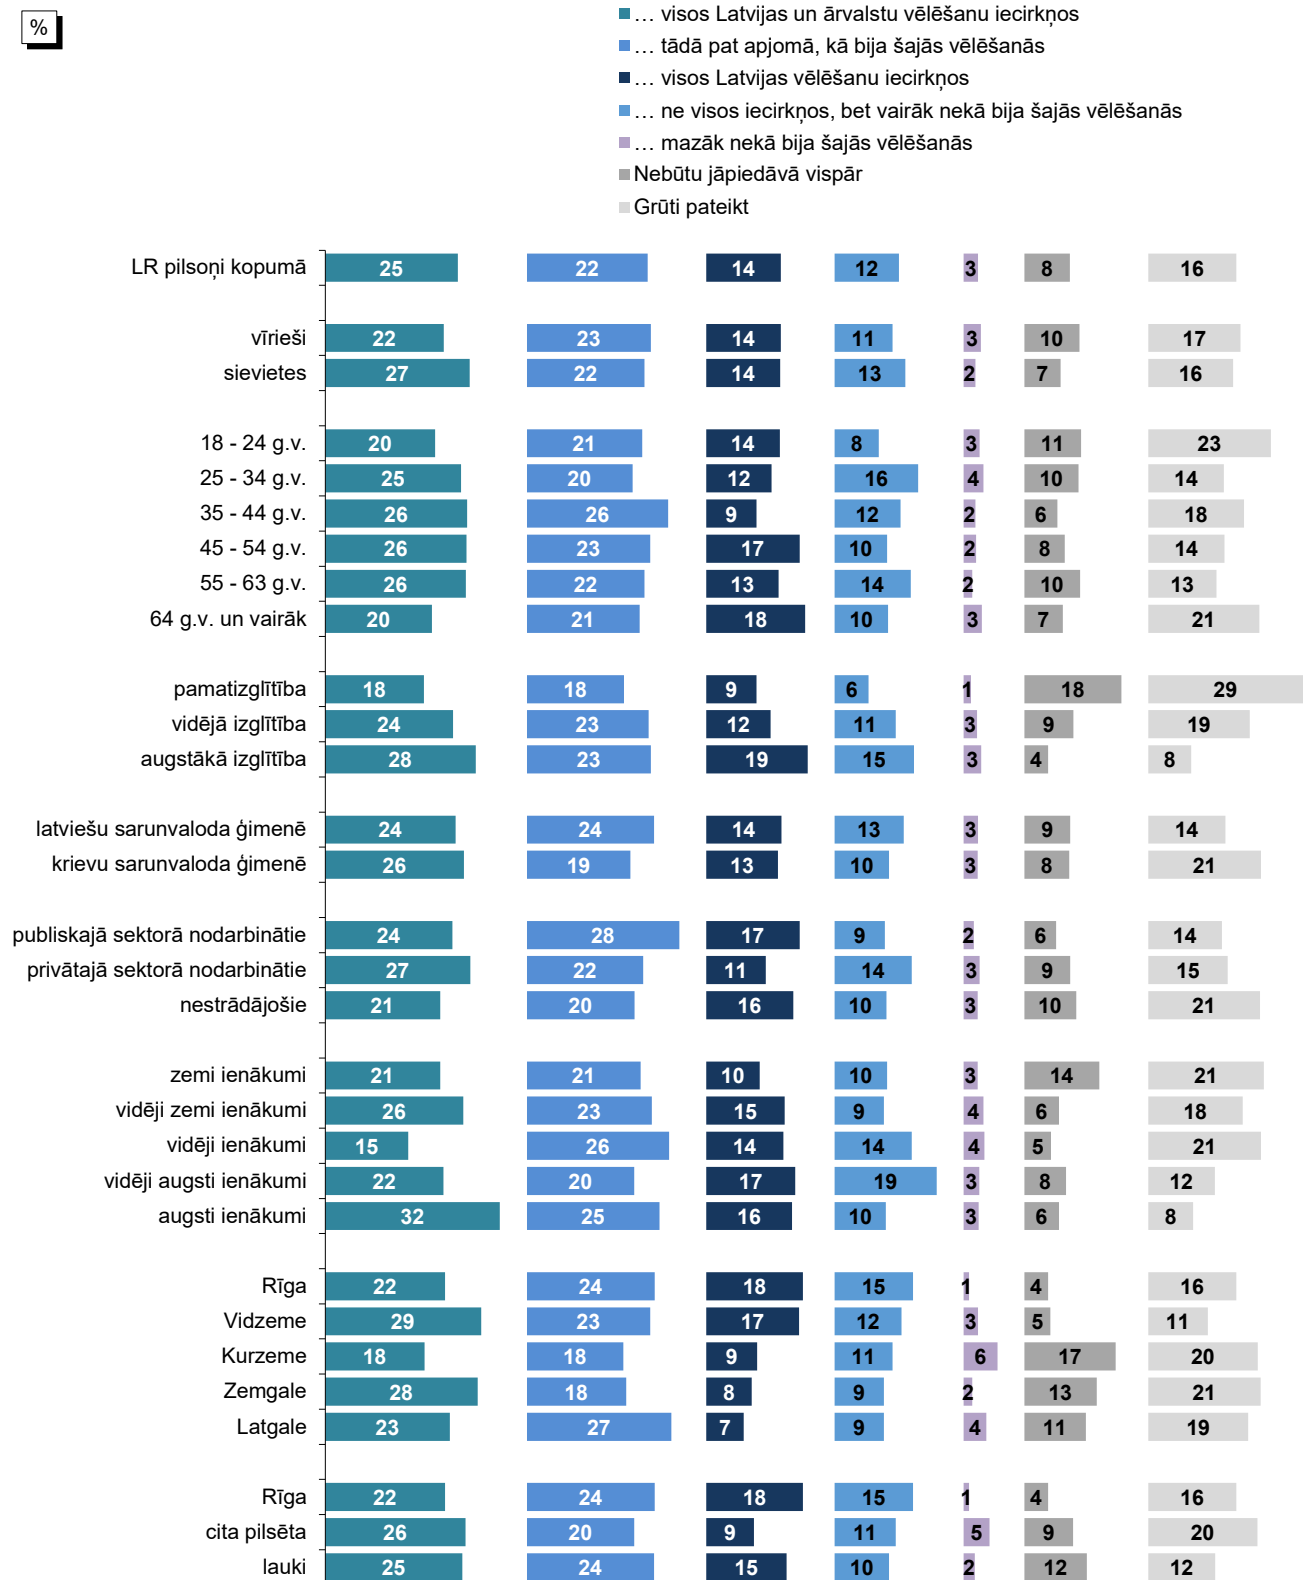 %
… visos Latvijas un ārvalstu vēlēšanu iecirkņos
… tādā pat apjomā, kā bija šajās vēlēšanās
… visos Latvijas vēlēšanu iecirkņos
… ne visos iecirkņos, bet vairāk nekā bija šajās vēlēšanās
… mazāk nekā bija šajās vēlēšanās
Nebūtu jāpiedāvā vispār
Grūti pateikt
LR pilsoņi kopumā 25 22 14 12 3 8 16
vīrieši 22 23 14 11 3 10 17
sievietes 27 22 14 13 2 7 16
18 - 24 g.v. 20 21 14 8 3 11 23
25 - 34 g.v. 25 20 12 16 4 10 14
35 - 44 g.v. 26 26 9 12 2 6 18
45 - 54 g.v. 26 23 17 10 2 8 14
55 - 63 g.v. 26 22 13 14 2 10 13
64 g.v. un vairāk 20 21 18 10 3 7 21
pamatizglītība 18 18 9 6 1 18 29
vidējā izglītība 24 23 12 11 3 9 19
augstākā izglītība 28 23 19 15 3 4 8
latviešu sarunvaloda ģimenē 24 24 14 13 3 9 14
krievu sarunvaloda ģimenē 26 19 13 10 3 8 21
publiskajā sektorā nodarbinātie 24 28 17 9 2 6 14
privātajā sektorā nodarbinātie 27 22 11 14 3 9 15
nestrādājošie 21 20 16 10 3 10 21
zemi ienākumi 21 21 10 10 3 14 21
vidēji zemi ienākumi 26 23 15 9 4 6 18
vidēji ienākumi 15 26 14 14 4 5 21
vidēji augsti ienākumi 22 20 17 19 3 8 12
augsti ienākumi 32 25 16 10 3 6 8
Rīga 22 24 18 15 1 4 16
Vidzeme 29 23 17 12 3 5 11
Kurzeme 18 18 9 11 6 17 20
Zemgale 28 18 8 9 2 13 21
Latgale 23 27 7 9 4 11 19
Rīga 22 24 18 15 1 4 16
cita pilsēta 26 20 9 11 5 9 20
lauki 25 24 15 10 2 12 12